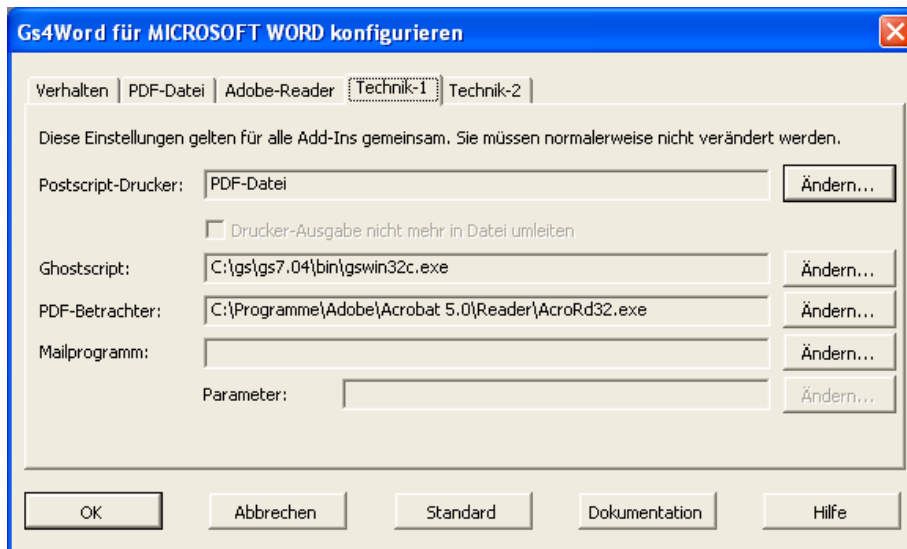 Gs4Word für MICROSOFT WORD konfigurieren
Verhalten PDF-Datei Adobe-Reader Technik-1 Technik-2
Diese Einstellungen gelten für alle Add-Ins gemeinsam. Sie müssen normalerweise nicht verändert werden.
Postscript-Drucker: PDF-Datei Ändern...
Drucker-Ausgabe nicht mehr in Datei umleiten
Ghostscript: C:\gs\gs7.04\bin\gswin32c.exe Ändern...
PDF-Betrachter: C:\Programme\Adobe\Acrobat 5.0\Reader\AcroRd32.exe Ändern...
Mailprogramm: Ändern...
Parameter: Ändern...
OK Abbrechen Standard Dokumentation Hilfe